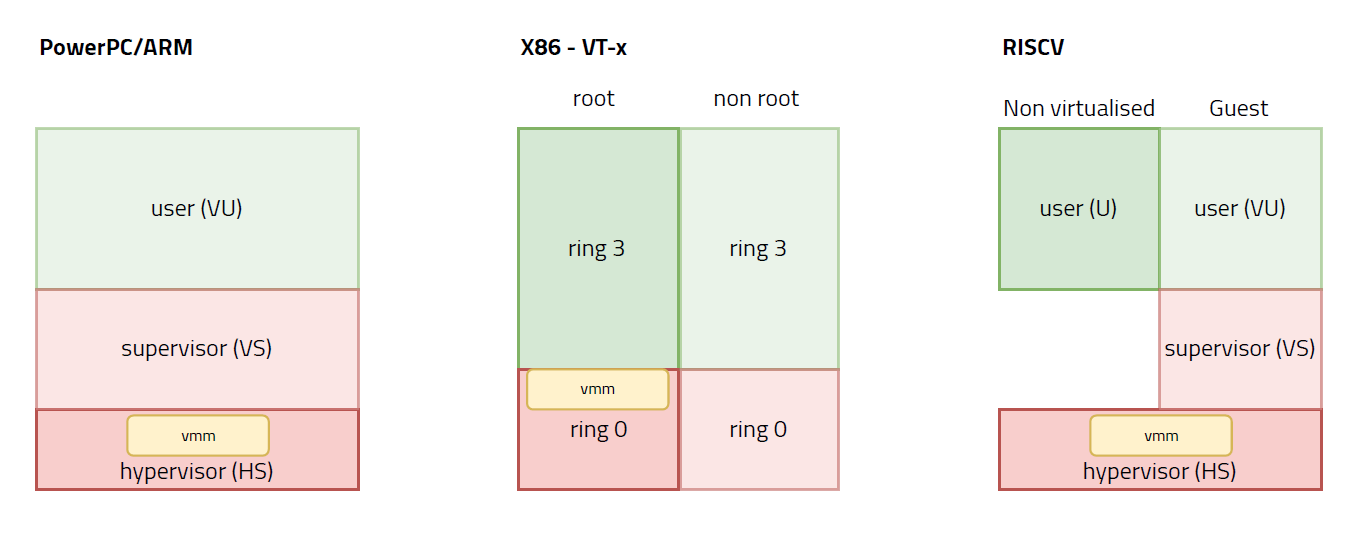 PowerPC/ARM
user (VU)
supervisor (VS)
vmm
hypervisor (HS)
X86 - VT-x
root
non root
ring 3
ring 3
vmm
ring 0
ring 0
RISCV
Non virtualised
Guest
user (U)
user (VU)
supervisor (VS)
vmm
hypervisor (HS)